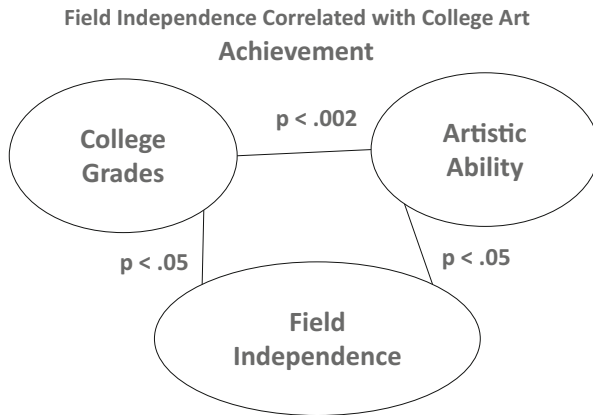 Field Independence Correlated with College Art
Achievement
p < .002
College
Grades
Artistic
Ability
p < .05
p < .05
Field
Independence